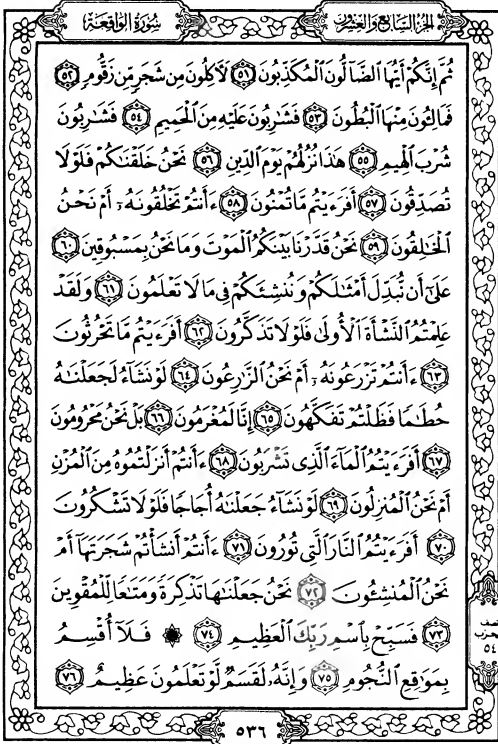 الجزء السابع والعشرون
سورة الواقعة
ثُمَّ إِنَّكُمْ أَيُّهَا ٱلضَّآلُّونَ ٱلْمُكَذِّبُونَ ۝٥١ لَأَكِلُونَ مِن شَجَرٍ مِّن زَقُّومٍ ۝٥٢
فَمَالِـُٔونَ مِنْهَا ٱلْبُطُونَ ۝٥٣ فَشَٰرِبُونَ عَلَيْهِ مِنَ ٱلْحَمِيمِ ۝٥٤ فَشَٰرِبُونَ
شُرْبَ ٱلْهِيمِ ۝٥٥ هَٰذَا نُزُلُهُمْ يَوْمَ ٱلدِّينِ ۝٥٦ نَحْنُ خَلَقْنَٰكُمْ فَلَوْلَا
تُصَدِّقُونَ ۝٥٧ أَفَرَءَيْتُم مَّا تُمْنُونَ ۝٥٨ ءَأَنتُمْ تَخْلُقُونَهُۥٓ أَمْ نَحْنُ
ٱلْخَٰلِقُونَ ۝٥٩ نَحْنُ قَدَّرْنَا بَيْنَكُمُ ٱلْمَوْتَ وَمَا نَحْنُ بِمَسْبُوقِينَ ۝٦٠
عَلَىٰٓ أَن نُّبَدِّلَ أَمْثَٰلَكُمْ وَنُنشِئَكُمْ فِى مَا لَا تَعْلَمُونَ ۝٦١ وَلَقَدْ
عَلِمْتُمُ ٱلنَّشْأَةَ ٱلْأُولَىٰ فَلَوْلَا تَذَكَّرُونَ ۝٦٢ أَفَرَءَيْتُم مَّا تَحْرُثُونَ
۝٦٣ ءَأَنتُمْ تَزْرَعُونَهُۥٓ أَمْ نَحْنُ ٱلزَّٰرِعُونَ ۝٦٤ لَوْ نَشَآءُ لَجَعَلْنَٰهُ
حُطَٰمًا فَظَلْتُمْ تَفَكَّهُونَ ۝٦٥ إِنَّا لَمُغْرَمُونَ ۝٦٦ بَلْ نَحْنُ مَحْرُومُونَ
۝٦٧ أَفَرَءَيْتُمُ ٱلْمَآءَ ٱلَّذِى تَشْرَبُونَ ۝٦٨ ءَأَنتُمْ أَنزَلْتُمُوهُ مِنَ ٱلْمُزْنِ
أَمْ نَحْنُ ٱلْمُنزِلُونَ ۝٦٩ لَوْ نَشَآءُ جَعَلْنَٰهُ أُجَاجًا فَلَوْلَا تَشْكُرُونَ
۝٧٠ أَفَرَءَيْتُمُ ٱلنَّارَ ٱلَّتِى تُورُونَ ۝٧١ ءَأَنتُمْ أَنشَأْتُمْ شَجَرَتَهَآ أَمْ
نَحْنُ ٱلْمُنشِـُٔونَ ۝٧٢ نَحْنُ جَعَلْنَٰهَا تَذْكِرَةً وَمَتَٰعًا لِّلْمُقْوِينَ
۝٧٣ فَسَبِّحْ بِٱسْمِ رَبِّكَ ٱلْعَظِيمِ ۝٧٤ ۞ فَلَآ أُقْسِمُ
بِمَوَٰقِعِ ٱلنُّجُومِ ۝٧٥ وَإِنَّهُۥ لَقَسَمٌ لَّوْ تَعْلَمُونَ عَظِيمٌ ۝٧٦
٥٤
٥٣٦